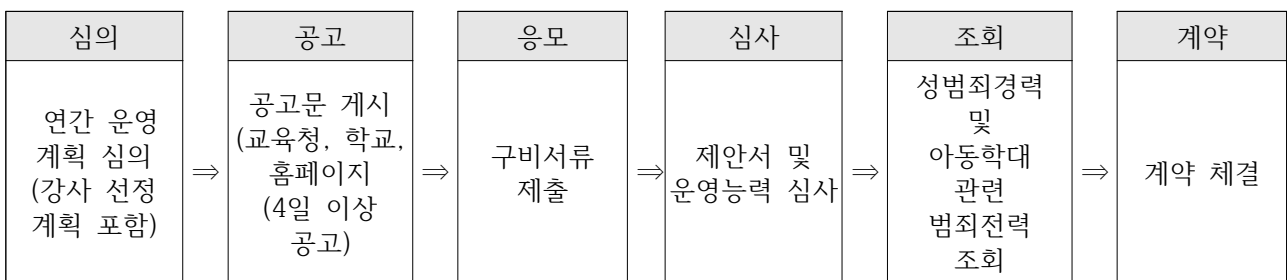 심의
연간 운영
계획 심의
(강사 선정
계획 포함)
⇒
공고
공고문 게시
(교육청, 학교,
홈페이지
(4일 이상
공고)
⇒
응모
구비서류
제출
⇒
심사
제안서 및
운영능력 심사
⇒
조회
성범죄경력
및
아동학대
관련
범죄전력
조회
⇒
계약
계약 체결